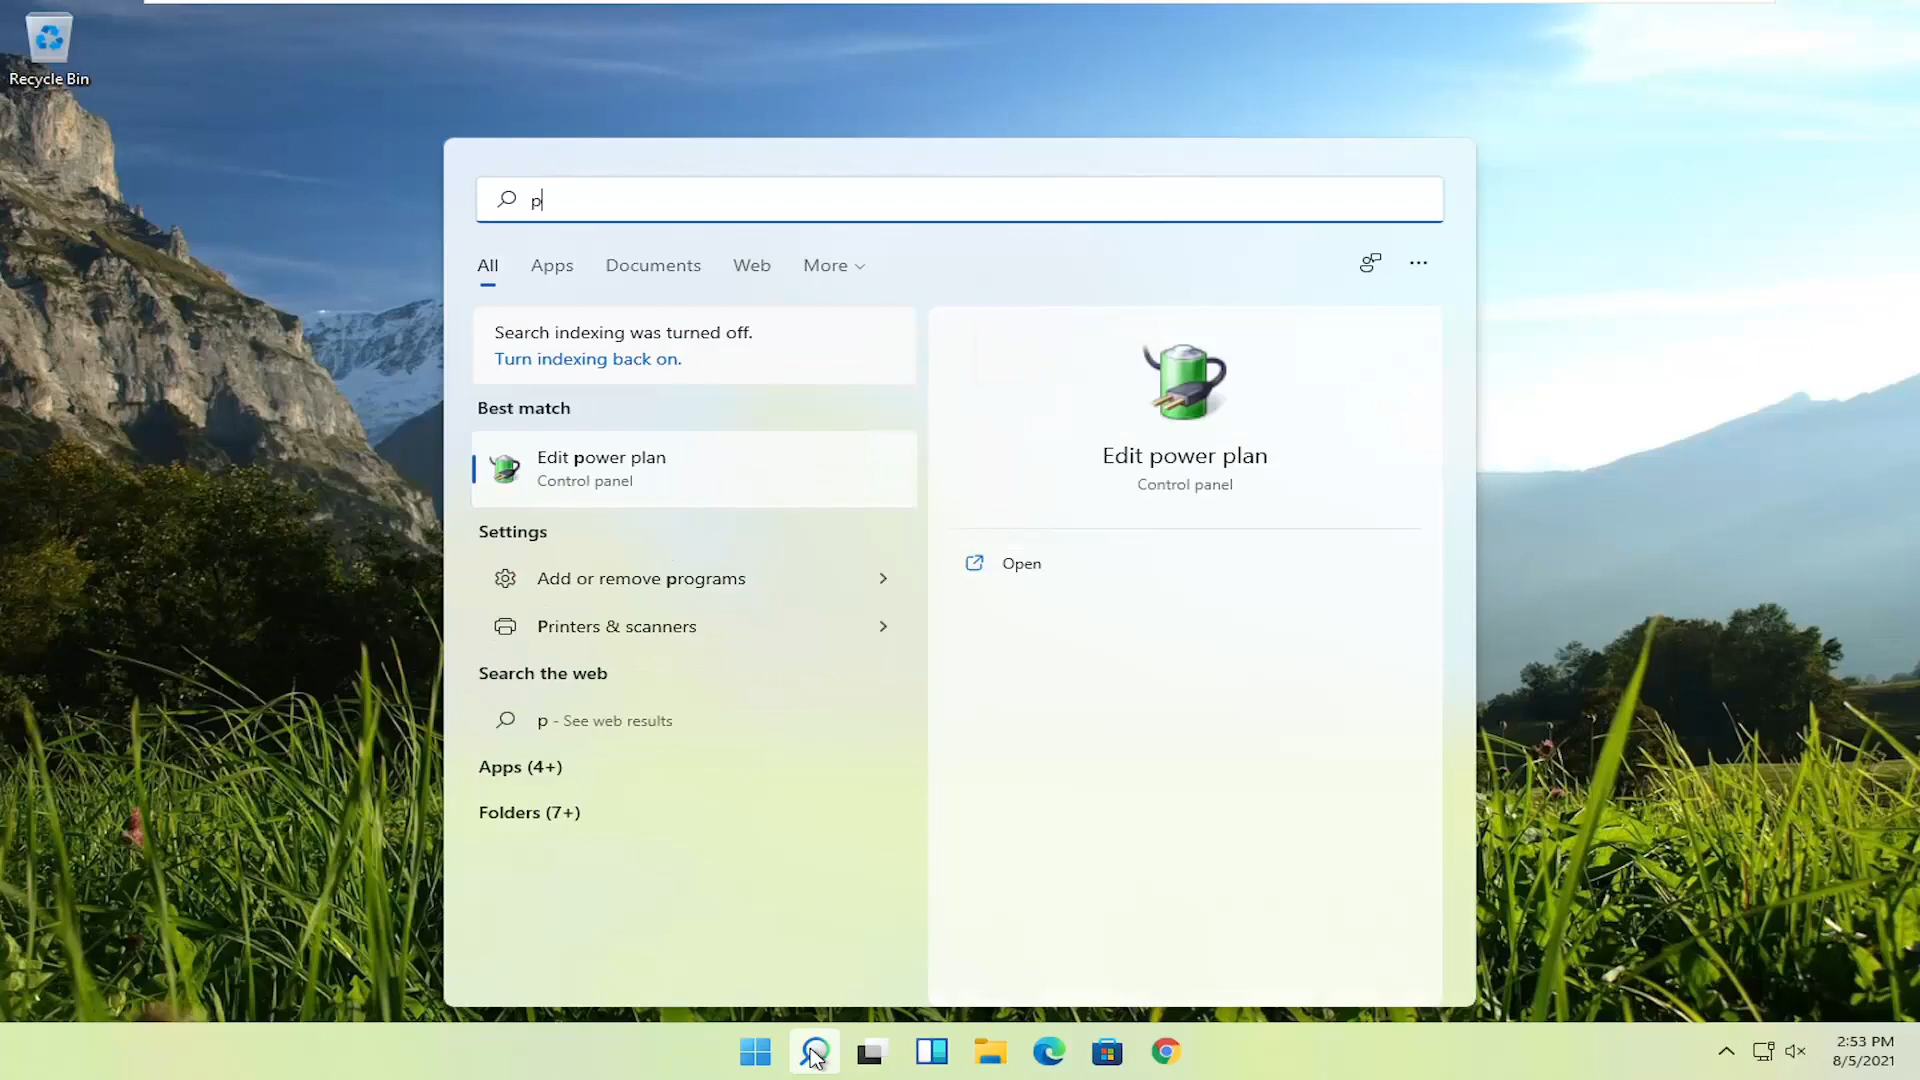 Recycle Bin
p
All Apps Documents Web More
Search indexing was turned off.
Turn indexing back on.
Best match
Edit power plan
Control panel
Settings
Add or remove programs
Printers & scanners
Search the web
p - See web results
Apps (4+)
Folders (7+)
Edit power plan
Control panel
Open
2:53 PM
8/5/2021